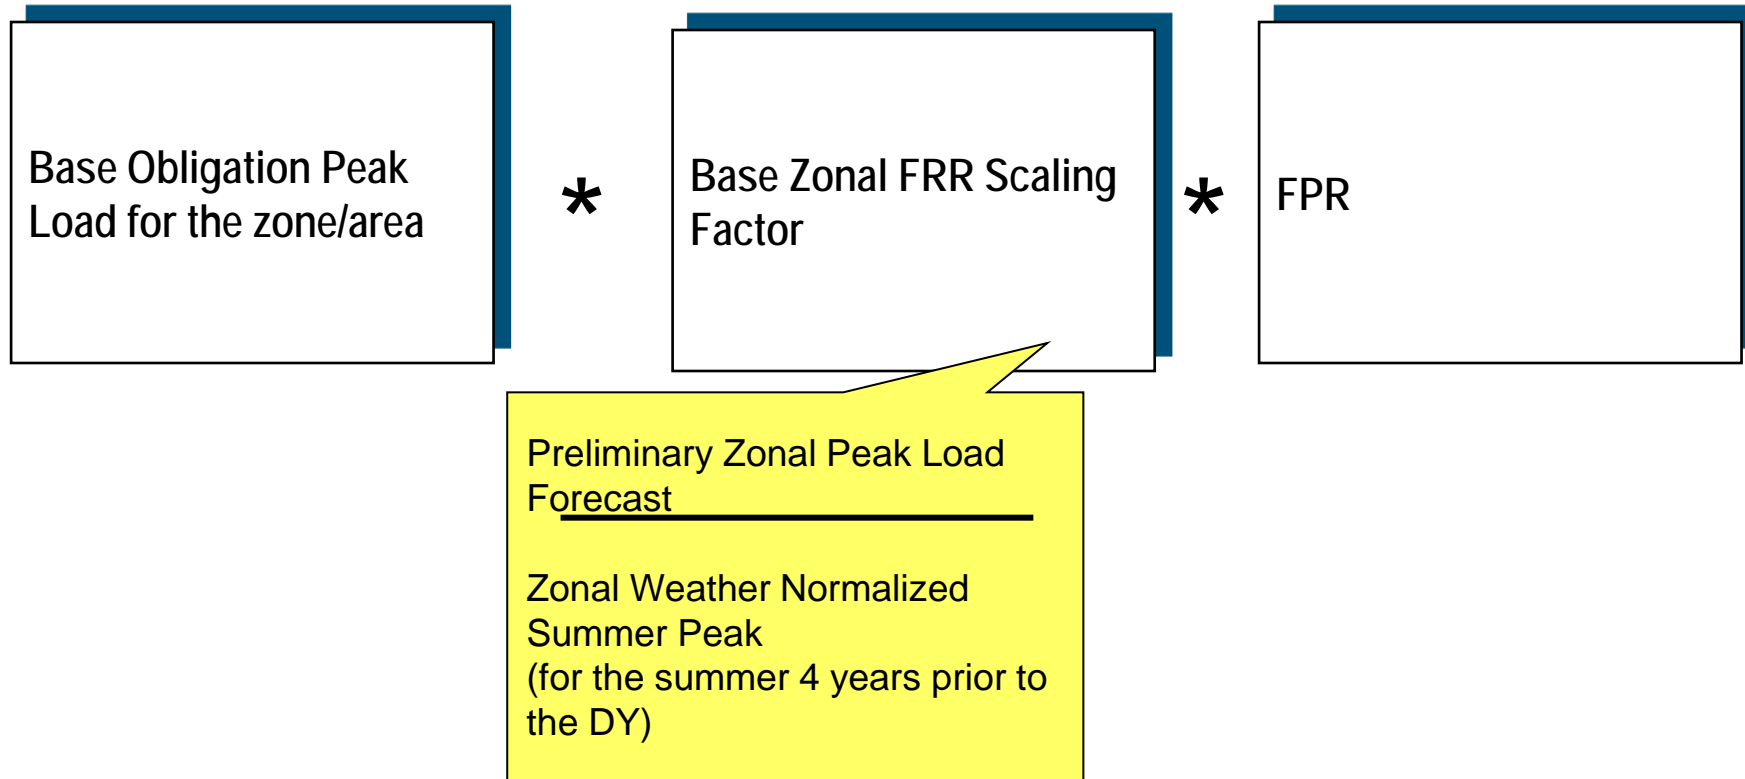 Base Obligation Peak
Load for the zone/area
*
Base Zonal FRR Scaling
Factor
*
FPR
Preliminary Zonal Peak Load
Forecast
Zonal Weather Normalized
Summer Peak
(for the summer 4 years prior to
the DY)